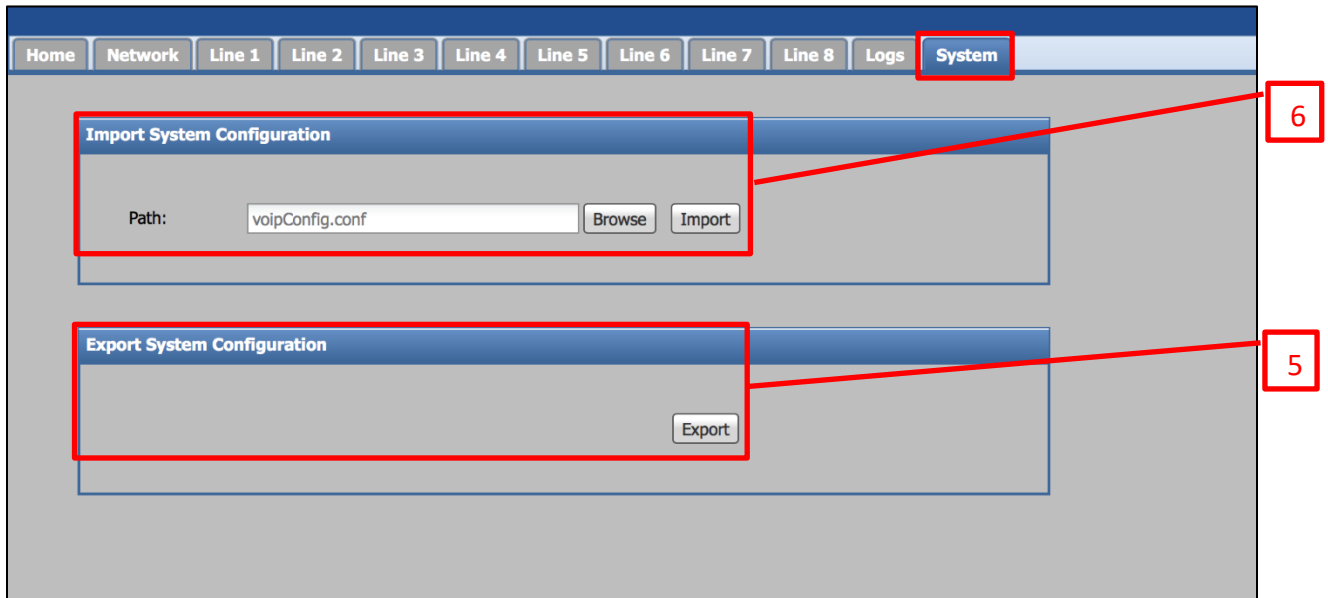 Home Network Line 1 Line 2 Line 3 Line 4 Line 5 Line 6 Line 7 Line 8 Logs System
6
Import System Configuration
Path: voipConfig.conf Browse Import
Export System Configuration
5
Export